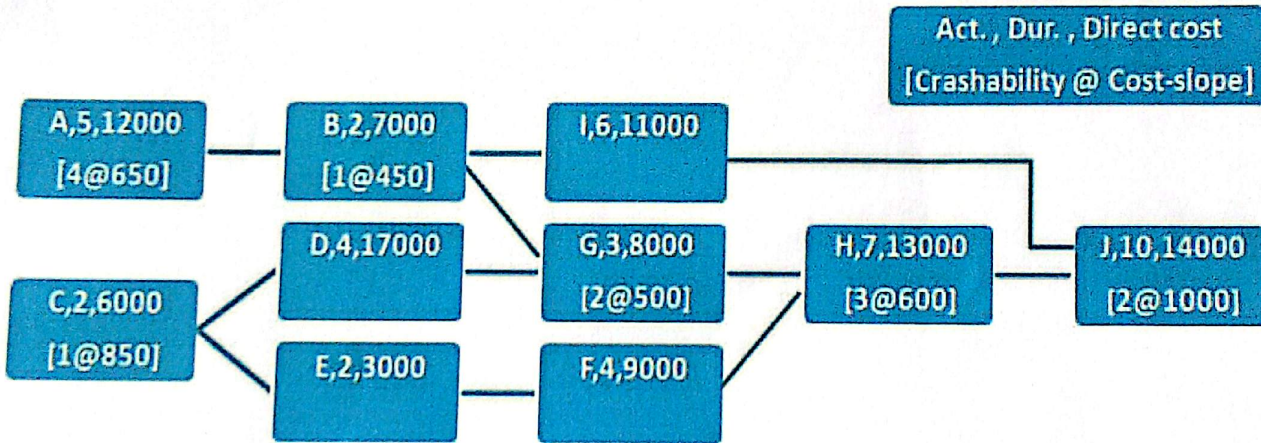 Act. , Dur. , Direct cost
[Crashability @ Cost-slope]
A,5,12000
[4@650]
B,2,7000
[1@450]
I,6,11000
D,4,17000
G,3,8000
[2@500]
H,7,13000
[3@600]
J,10,14000
[2@1000]
C,2,6000
[1@850]
E,2,3000
F,4,9000